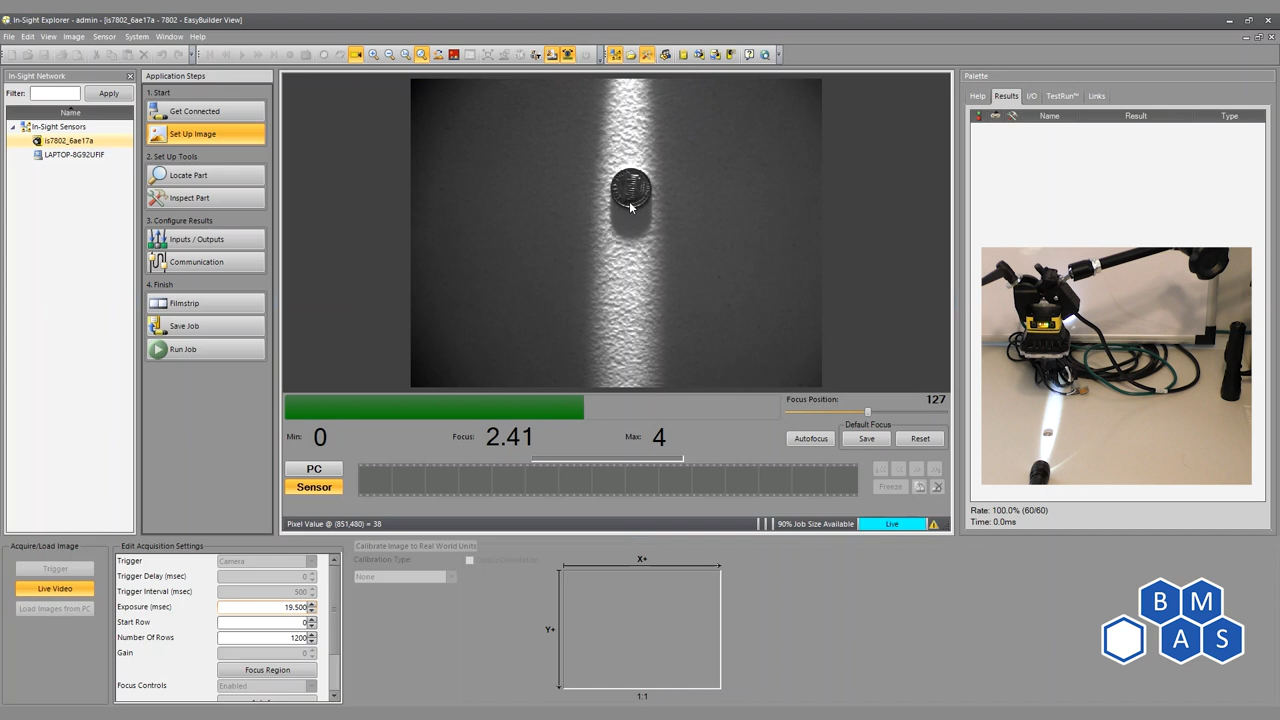 In-Sight Explorer - admin - [is7802_6ae17a - 7802 - EasyBuilder View]
File Edit View Image Sensor System Window Help
In-Sight Network
Filter: Apply
Name
In-Sight Sensors
is7802_6ae17a
LAPTOP-8G92UFIF
Application Steps
1. Start
Get Connected
Set Up Image
2. Set Up Tools
Locate Part
Inspect Part
3. Configure Results
Inputs / Outputs
Communication
4. Finish
Filmstrip
Save Job
Run Job
Focus Position: 127
Default Focus
Autofocus Save Reset
Min: 0 Focus: 2.41 Max: 4
PC
Sensor
Freeze
Pixel Value @ (851,480) = 38
90% Job Size Available Live
Palette
Help Results I/O TestRun™ Links
Name Result Type
Rate: 100.0% (60/60)
Time: 0.0ms
Acquire/Load Image
Trigger
Live Video
Load Images from PC
Edit Acquisition Settings
Trigger Camera
Trigger Delay (msec) 0
Trigger Interval (msec) 500
Exposure (msec) 19.500
Start Row 0
Number Of Rows 1200
Gain 0
Focus Region
Focus Controls Enabled
Calibrate Image to Real World Units
Calibration Type:
None
X+
Y+
1:1
B M
A S